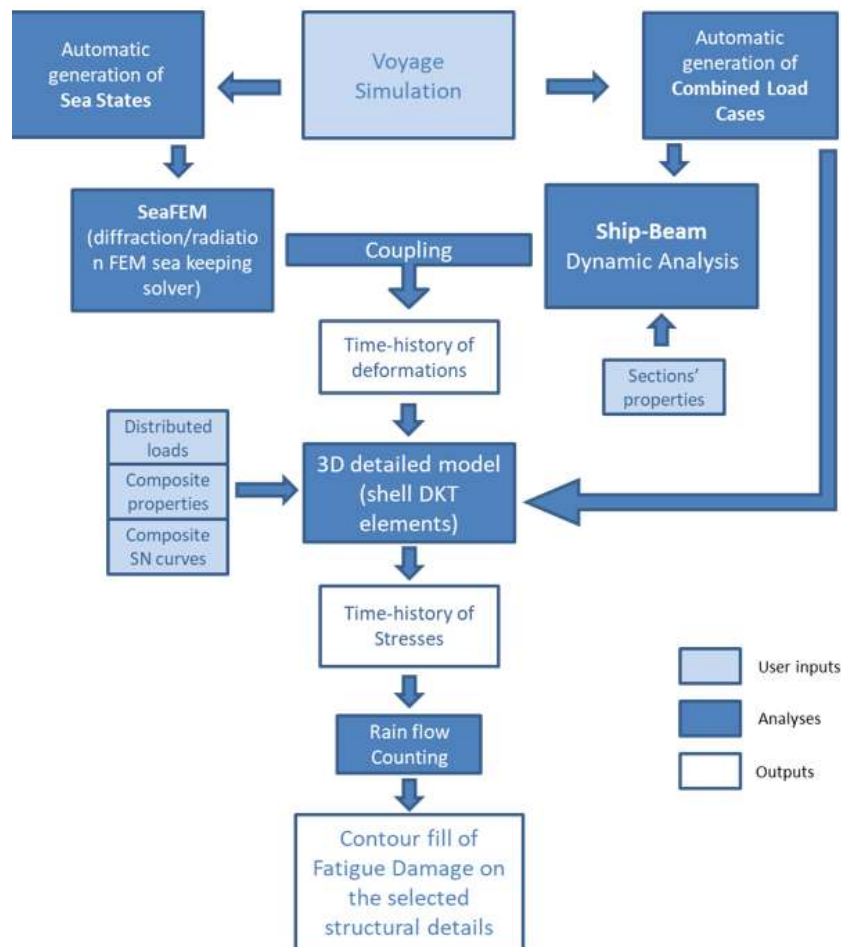 Automatic
generation of
Sea States
Voyage
Simulation
Automatic
generation of
Combined Load
Cases
SeaFEM
(diffraction/radiatio
n FEM sea keeping
solver)
Coupling
Ship-Beam
Dynamic Analysis
Time-history of
deformations
Sections'
properties
Distributed
loads
Composite
properties
Composite
SN curves
3D detailed model
(shell DKT
elements)
Time-history of
Stresses
Rain flow
Counting
Contour fill of
Fatigue Damage on
the selected
structural details
User inputs
Analyses
Outputs